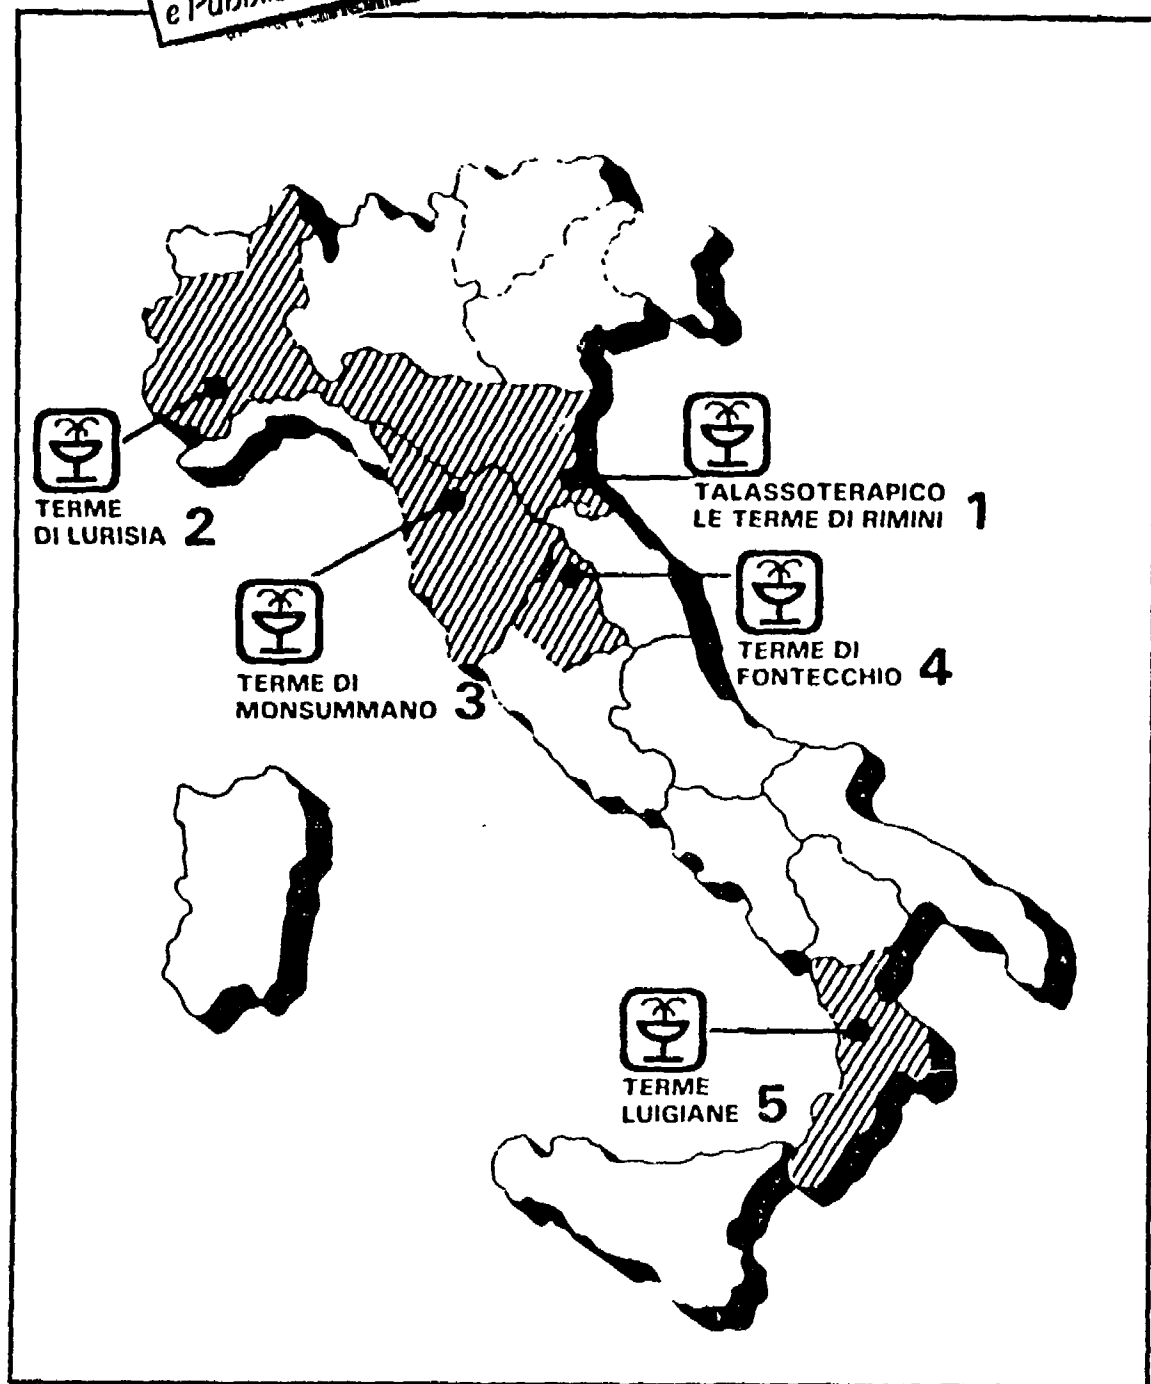 TERME
DI LURISIA 2
TALASSOTERAPICO
LE TERME DI RIMINI 1
TERME DI
MONSUMMANO 3
TERME DI
FONTECCHIO 4
TERME
LUIGIANE 5